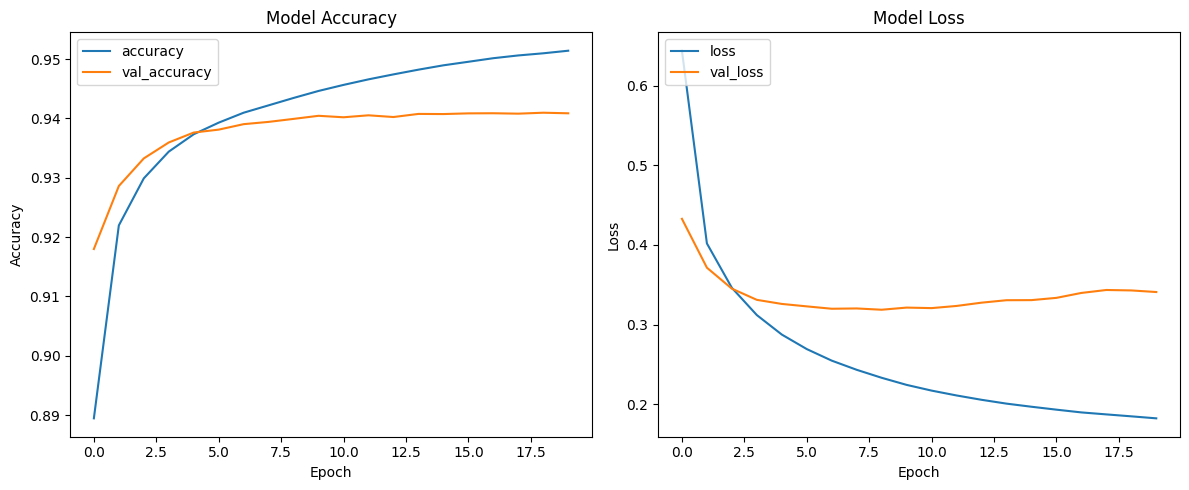 Model Accuracy
accuracy
val_accuracy
0.95
0.94
0.93
0.92
0.91
0.90
0.89
Accuracy
0.0 2.5 5.0 7.5 10.0 12.5 15.0 17.5
Epoch
Model Loss
loss
val_loss
0.6
0.5
0.4
0.3
0.2
Loss
0.0 2.5 5.0 7.5 10.0 12.5 15.0 17.5
Epoch